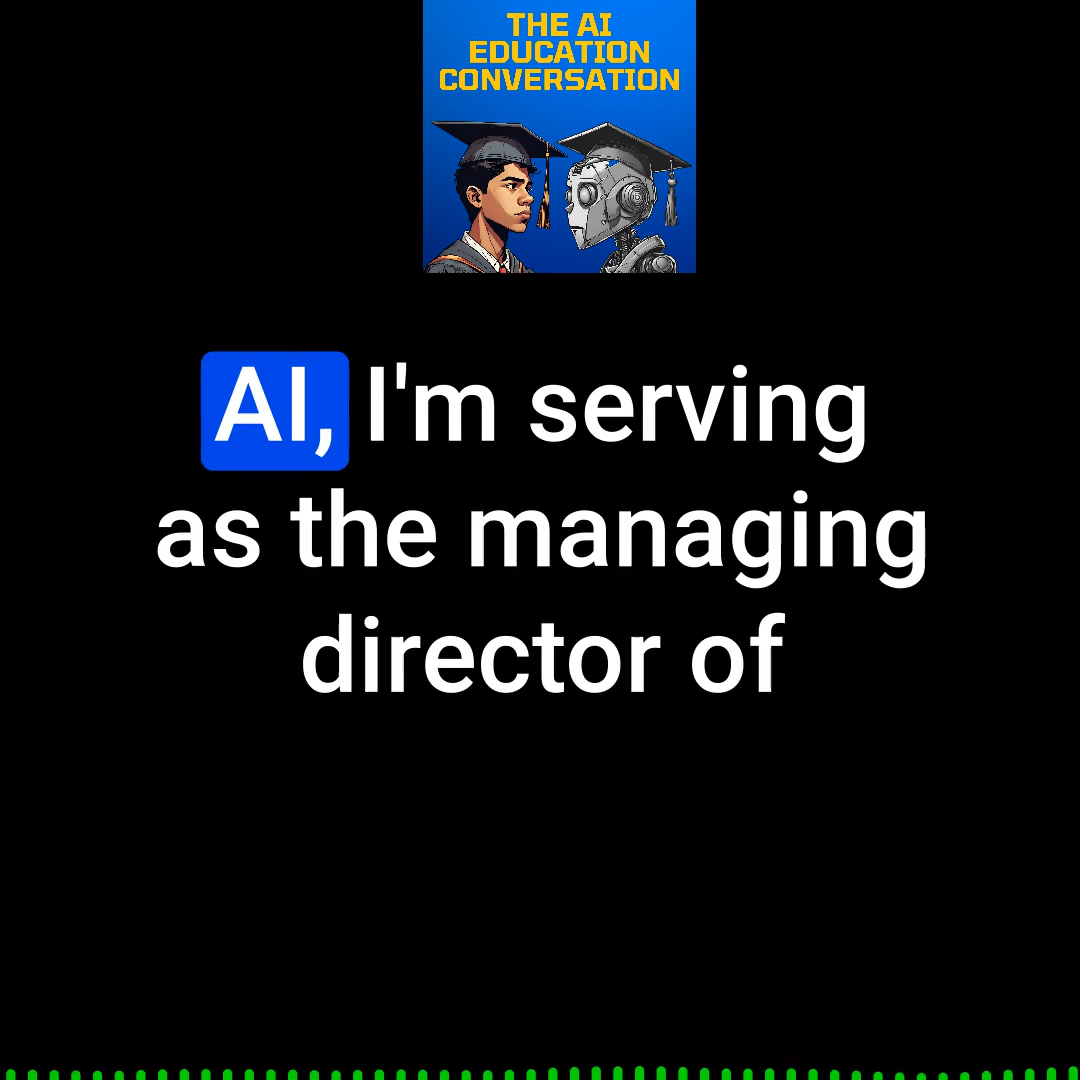 THE AI
EDUCATION
CONVERSATION
AI, I'm serving
as the managing
director of